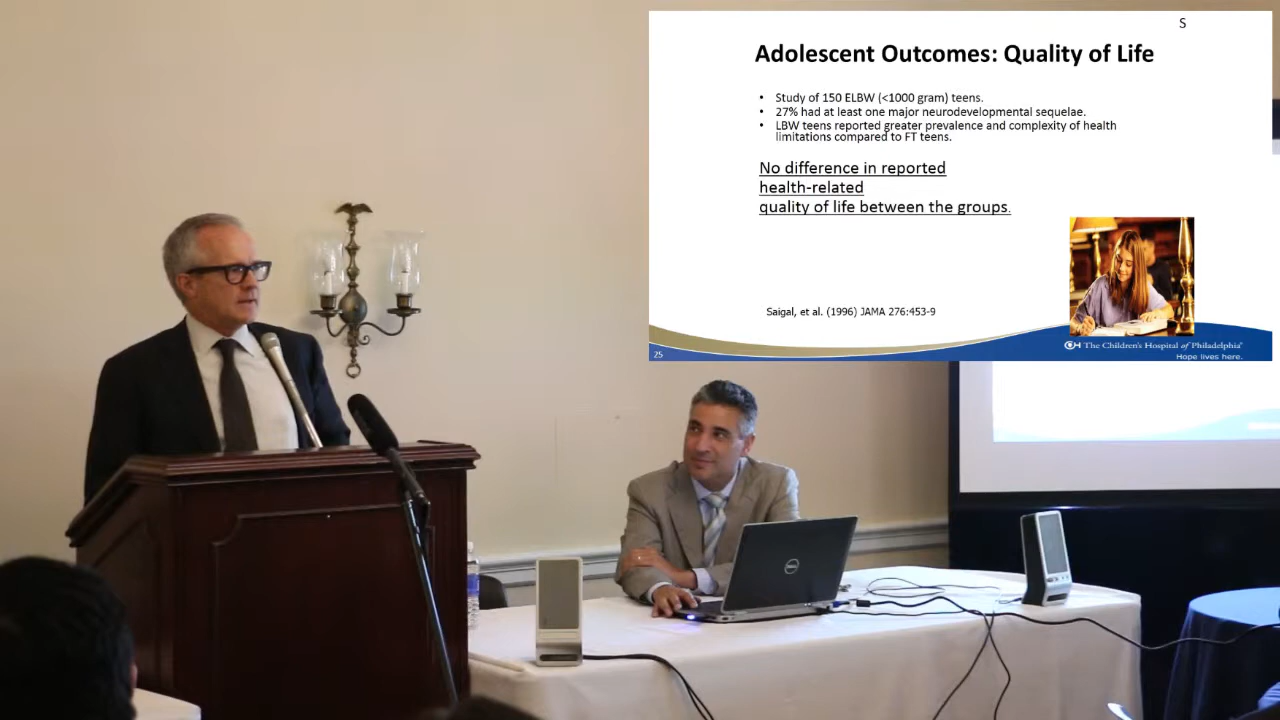 S
Adolescent Outcomes: Quality of Life
• Study of 150 ELBW (<1000 gram) teens.
• 27% had at least one major neurodevelopmental sequelae.
• LBW teens reported greater prevalence and complexity of health
limitations compared to FT teens.
No difference in reported
health-related
quality of life between the groups.
Saigal, et al. (1996) JAMA 276:453-9
25
The Children's Hospital of Philadelphia®
Hope lives here.
DELL